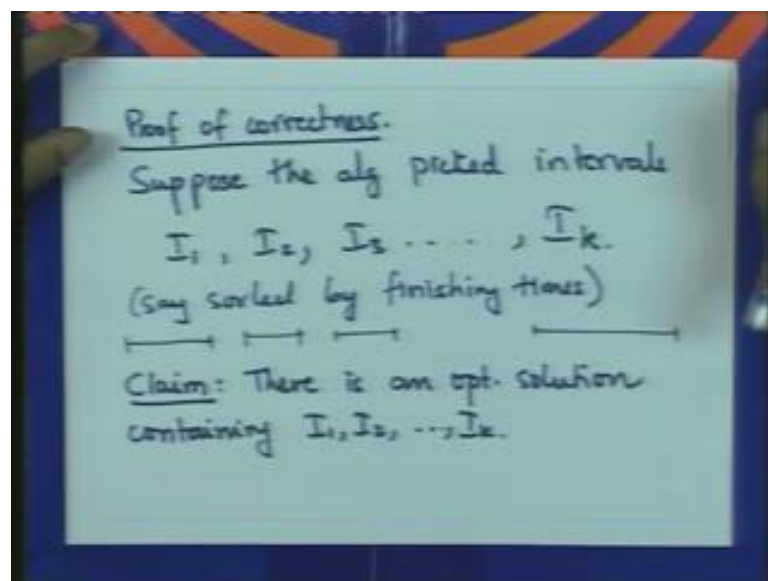 Proof of correctness.
Suppose the alg picked intervals
I₁, I₂, I₃ ...., Iₖ.
(say sorted by finishing times)
Claim: There is an opt. solution
containing I₁, I₂, ..., Iₖ.